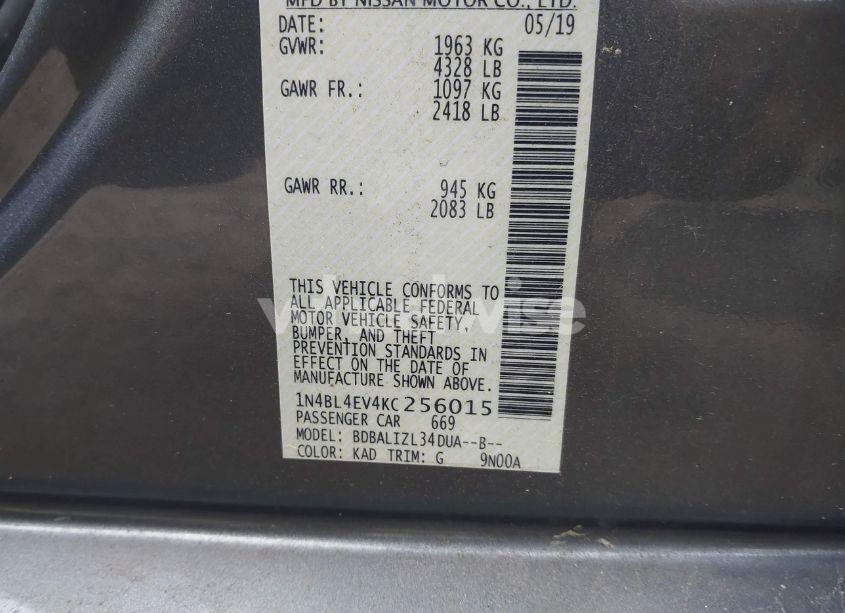 MFD BY NISSAN MOTOR CO., LTD.
DATE: 05/19
GVWR: 1963 KG
4328 LB
GAWR FR.: 1097 KG
2418 LB
GAWR RR.: 945 KG
2083 LB
THIS VEHICLE CONFORMS TO
ALL APPLICABLE FEDERAL
MOTOR VEHICLE SAFETY,
BUMPER, AND THEFT
PREVENTION STANDARDS IN
EFFECT ON THE DATE OF
MANUFACTURE SHOWN ABOVE.
1N4BL4EV4KC256015
PASSENGER CAR 669
MODEL: BDBALIZL34DUA--B--
COLOR: KAD TRIM: G 9N00A